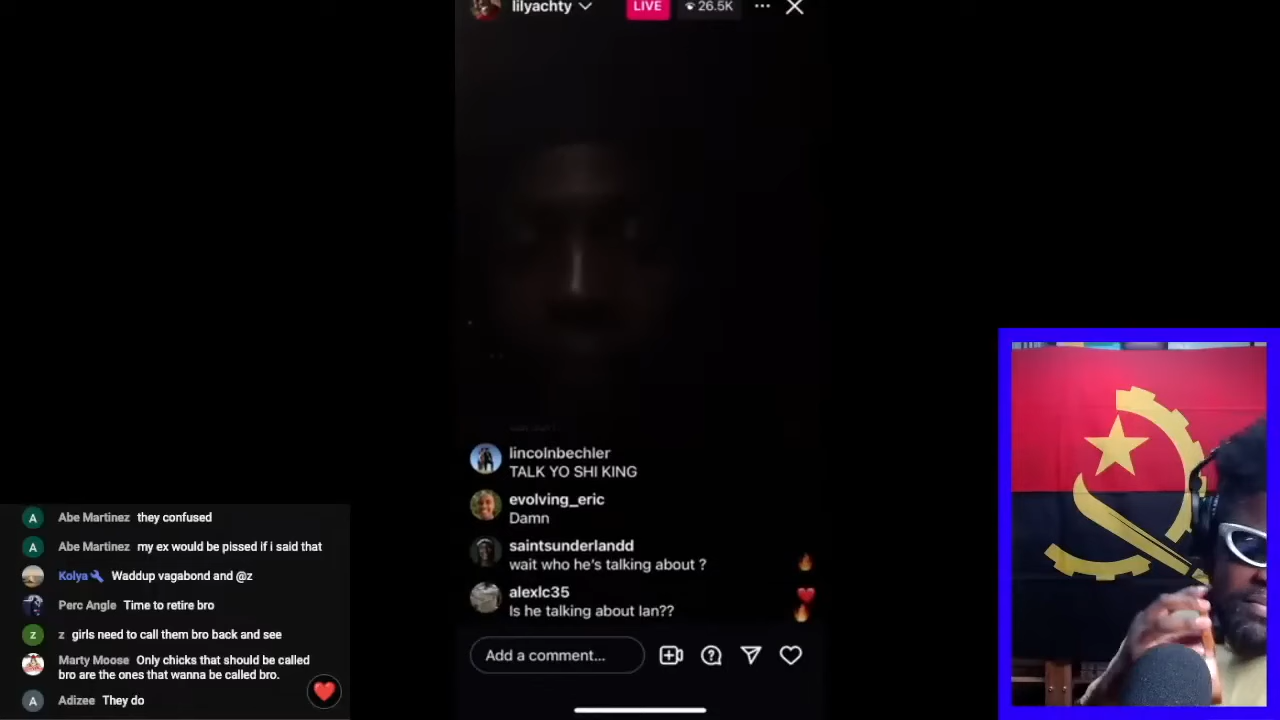 lilyachty
LIVE
26.5K
lincolnbechler
TALK YO SHI KING
evolving_eric
Damn
saintsunderlandd
wait who he's talking about ?
alexlc35
Is he talking about Ian??
Add a comment...
A Abe Martinez they confused
A Abe Martinez my ex would be pissed if i said that
Kolya Waddup vagabond and @z
Perc Angle Time to retire bro
z z girls need to call them bro back and see
Marty Moose Only chicks that should be called
bro are the ones that wanna be called bro.
A Adizee They do